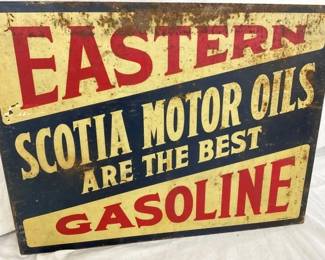 EASTERN
SCOTIA MOTOR OILS
ARE THE BEST
GASOLINE